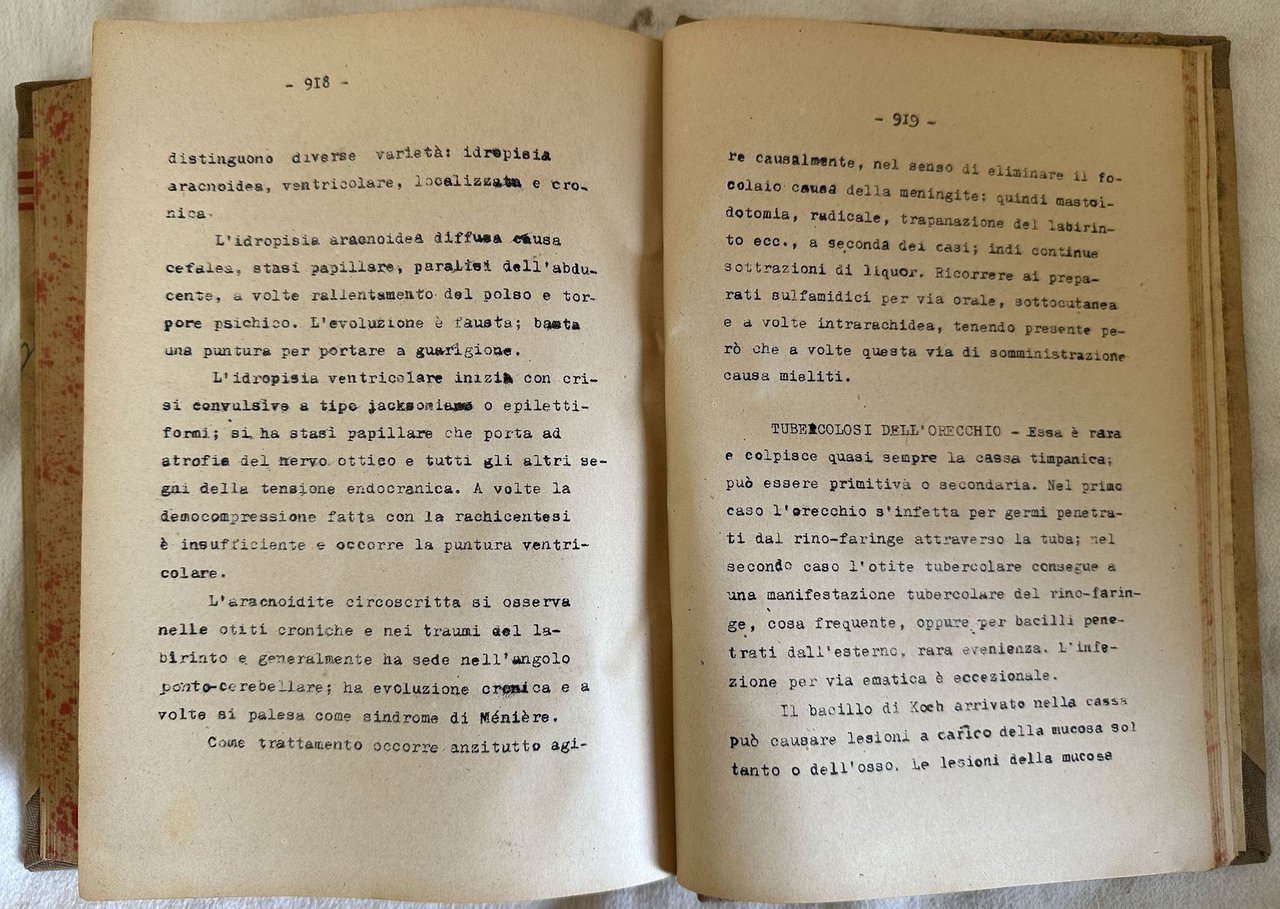 - 918 -
distinguono diverse varietà: idropisia
aracnoidea, ventricolare, localizzata e cro-
nica.
L'idropisia aracnoidea diffusa causa
cefalea, stasi papillare, paralisi dell'abdu-
cente, a volte rallentamento del polso e tor-
pore psichico. L'evoluzione è fausta; basta
una puntura per portare a guarigione.
L'idropisia ventricolare inizia con cri-
si convulsive a tipo jacksoniano o epiletti-
formi; si ha stasi papillare che porta ad
atrofia del nervo ottico e tutti gli altri se-
gni della tensione endocranica. A volte la
democompressione fatta con la rachicentesi
è insufficiente e occorre la puntura ventri-
colare.
L'aracnoidite circoscritta si osserva
nelle otiti croniche e nei traumi del la-
birinto e generalmente ha sede nell'angolo
ponto-cerebellare; ha evoluzione cronica e a
volte si palesa come sindrome di Ménière.
Come trattamento occorre anzitutto agi-
- 919 -
re causalmente, nel senso di eliminare il fo-
colaio causa della meningite; quindi mastoi-
dotomia, radicale, trapanazione del labirin-
to ecc., a seconda dei casi; indi continue
sottrazioni di liquor. Ricorrere ai prepa-
rati sulfamidici per via orale, sottocutanea
e a volte intrarachidea, tenendo presente pe-
rò che a volte questa via di somministrazione
causa mieliti.
TUBERCOLOSI DELL'ORECCHIO - Essa è rara
e colpisce quasi sempre la cassa timpanica;
può essere primitiva o secondaria. Nel primo
caso l'orecchio s'infetta per germi penetra-
ti dal rino-faringe attraverso la tuba; nel
secondo caso l'otite tubercolare consegue a
una manifestazione tubercolare del rino-farin-
ge, cosa frequente, oppure per bacilli pene-
trati dall'esterno, rara evenienza. L'infe-
zione per via ematica è eccezionale.
Il bacillo di Koch arrivato nella cassa
può causare lesioni a carico della mucosa sol
tanto o dell'osso. Le lesioni della mucosa